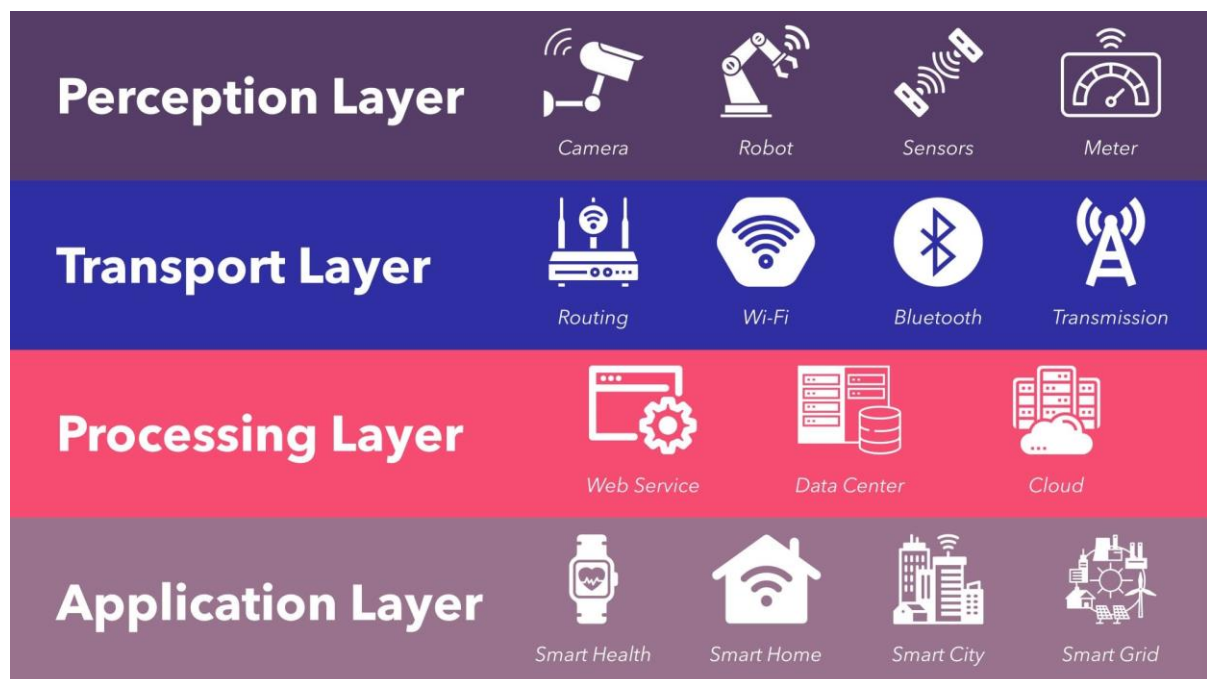 Perception Layer
Camera
Robot
Sensors
Meter
Transport Layer
Routing
Wi-Fi
Bluetooth
Transmission
Processing Layer
Web Service
Data Center
Cloud
Application Layer
Smart Health
Smart Home
Smart City
Smart Grid